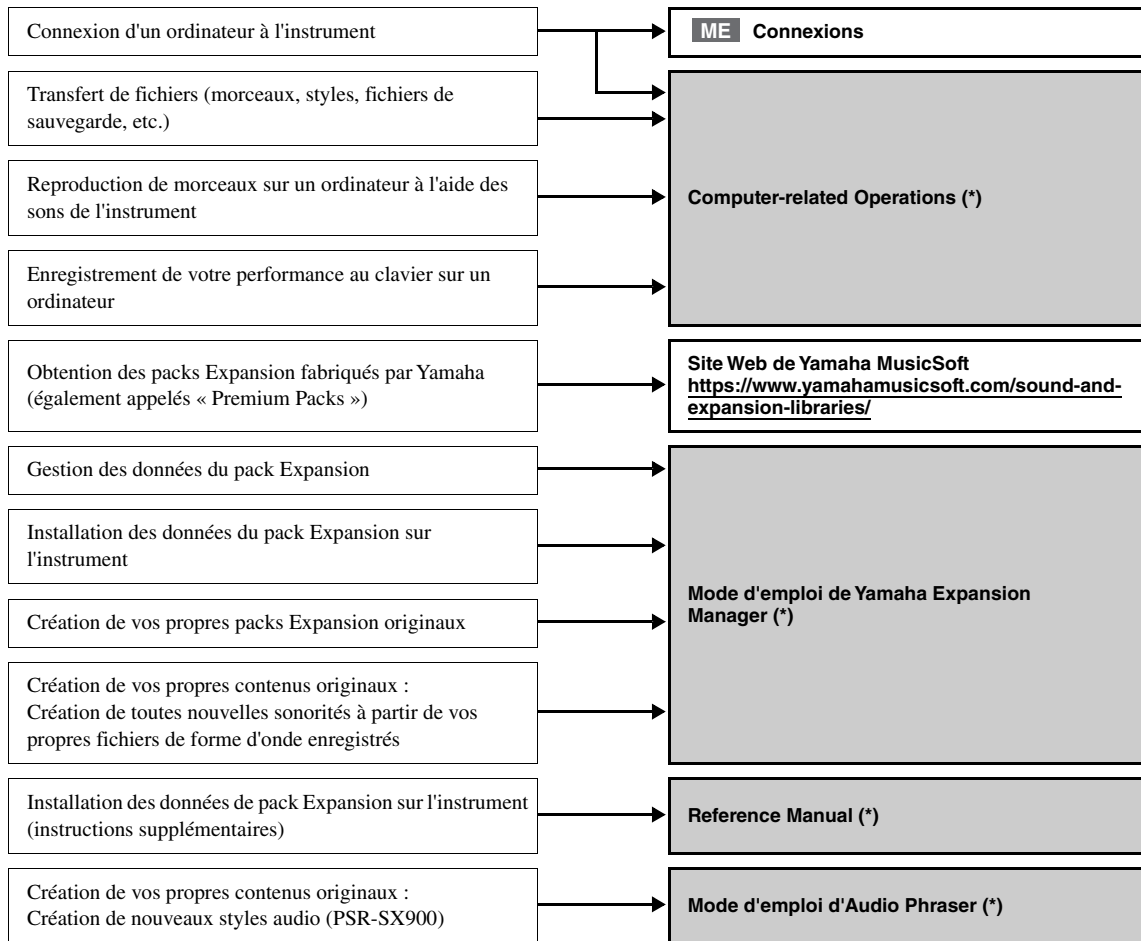 Connexion d'un ordinateur à l'instrument
ME Connexions
Transfert de fichiers (morceaux, styles, fichiers de
sauvegarde, etc.)
Reproduction de morceaux sur un ordinateur à l'aide des
sons de l'instrument
Enregistrement de votre performance au clavier sur un
ordinateur
Computer-related Operations (*)
Obtention des packs Expansion fabriqués par Yamaha
(également appelés « Premium Packs »)
Site Web de Yamaha MusicSoft
https://www.yamahamusicsoft.com/sound-and-
expansion-libraries/
Gestion des données du pack Expansion
Installation des données du pack Expansion sur
l'instrument
Création de vos propres packs Expansion originaux
Création de vos propres contenus originaux :
Création de toutes nouvelles sonorités à partir de vos
propres fichiers de forme d'onde enregistrés
Mode d'emploi de Yamaha Expansion
Manager (*)
Installation des données de pack Expansion sur l'instrument
(instructions supplémentaires)
Reference Manual (*)
Création de vos propres contenus originaux :
Création de nouveaux styles audio (PSR-SX900)
Mode d'emploi d'Audio Phraser (*)